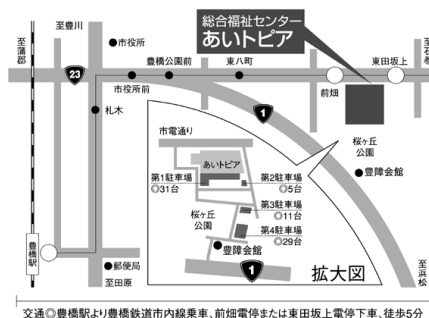 至豊川
総合福祉センター
あいトピア
至蒲郡
市役所
豊橋公園前
東八町
東田坂上
至石巻
23
市役所前
前畑
札木
1
桜ヶ丘
公園
市電通り
あいトピア
豊障会館
第1駐車場
◎31台
第2駐車場
◎5台
第3駐車場
◎11台
桜ヶ丘
公園
第4駐車場
◎29台
豊橋駅
豊障会館
郵便局
1
拡大図
至浜松
至田原
交通◎豊橋駅より豊橋鉄道市内線乗車、前畑電停または東田坂上電停下車、徒歩5分